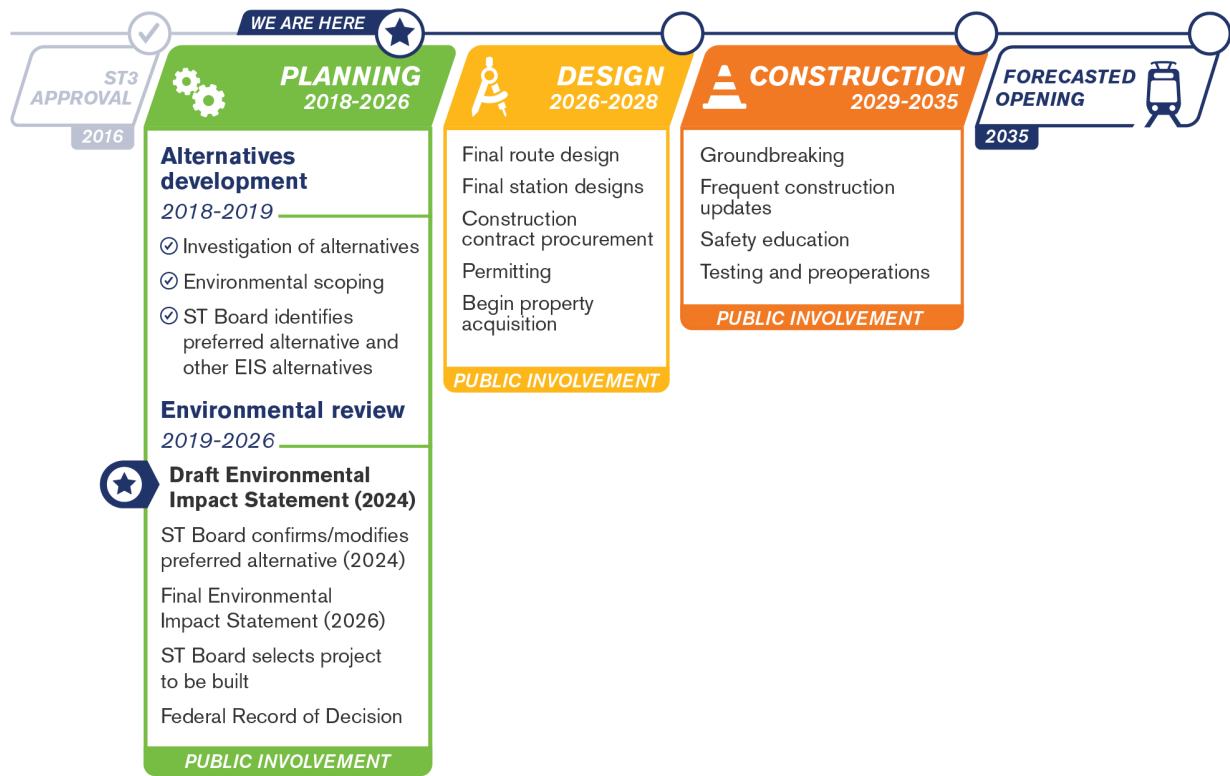 WE ARE HERE
ST3
APPROVAL
2016
PLANNING
2018-2026
Alternatives
development
2018-2019
Investigation of alternatives
Environmental scoping
ST Board identifies
preferred alternative and
other EIS alternatives
Environmental review
2019-2026
Draft Environmental
Impact Statement (2024)
ST Board confirms/modifies
preferred alternative (2024)
Final Environmental
Impact Statement (2026)
ST Board selects project
to be built
Federal Record of Decision
PUBLIC INVOLVEMENT
DESIGN
2026-2028
Final route design
Final station designs
Construction
contract procurement
Permitting
Begin property
acquisition
PUBLIC INVOLVEMENT
CONSTRUCTION
2029-2035
Groundbreaking
Frequent construction
updates
Safety education
Testing and preoperations
PUBLIC INVOLVEMENT
FORECASTED
OPENING
2035